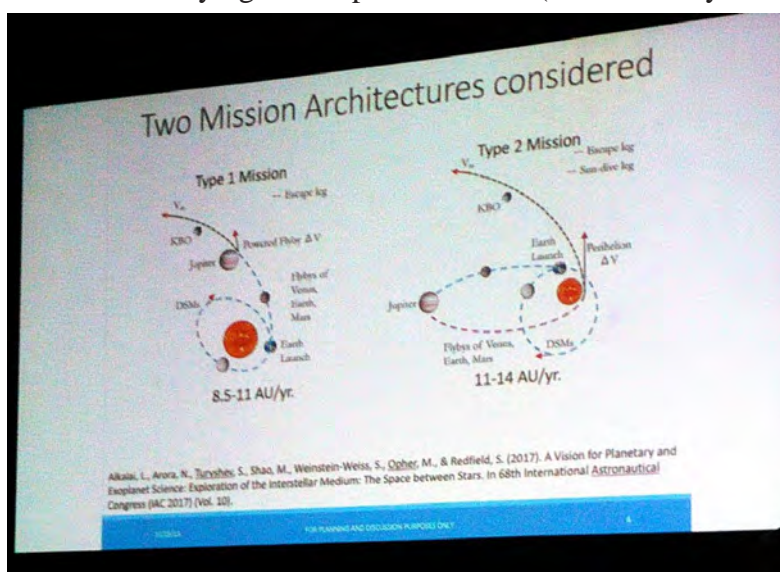 Two Mission Architectures considered
Type 1 Mission
-- Escape leg
V∞
KBO
Powered Flyby Δ V
Jupiter
Flybys of
Venus,
Earth,
Mars
DSMs
Earth
Launch
8.5-11 AU/yr.
Type 2 Mission
-- Escape leg
-- Sun-dive leg
V∞
KBO
Earth
Launch
Perihelion
Δ V
Jupiter
Flybys of Venus,
Earth, Mars
DSMs
11-14 AU/yr.
Alkalai, L., Arora, N., Turyshev, S., Shao, M., Weinstein-Weiss, S., Opher, M., & Redfield, S. (2017). A Vision for Planetary and
Exoplanet Science: Exploration of the Interstellar Medium: The Space between Stars. In 68th International Astronautical
Congress (IAC 2017) (Vol. 10).
FOR PLANNING AND DISCUSSION PURPOSES ONLY